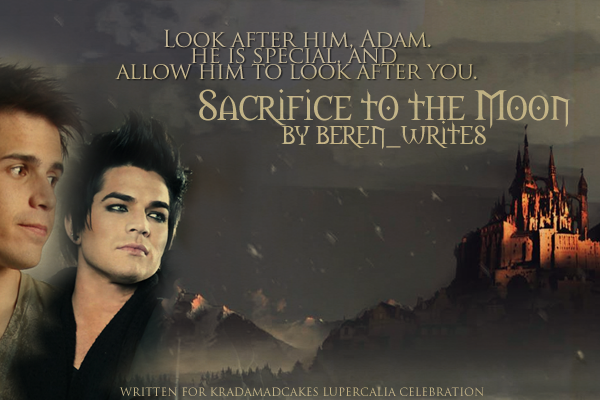 Look after him, Adam.
he is special, and
allow him to look after you.
Sacrifice to the Moon
by beren_writes
written for kradamadcakes lupercalia celebration